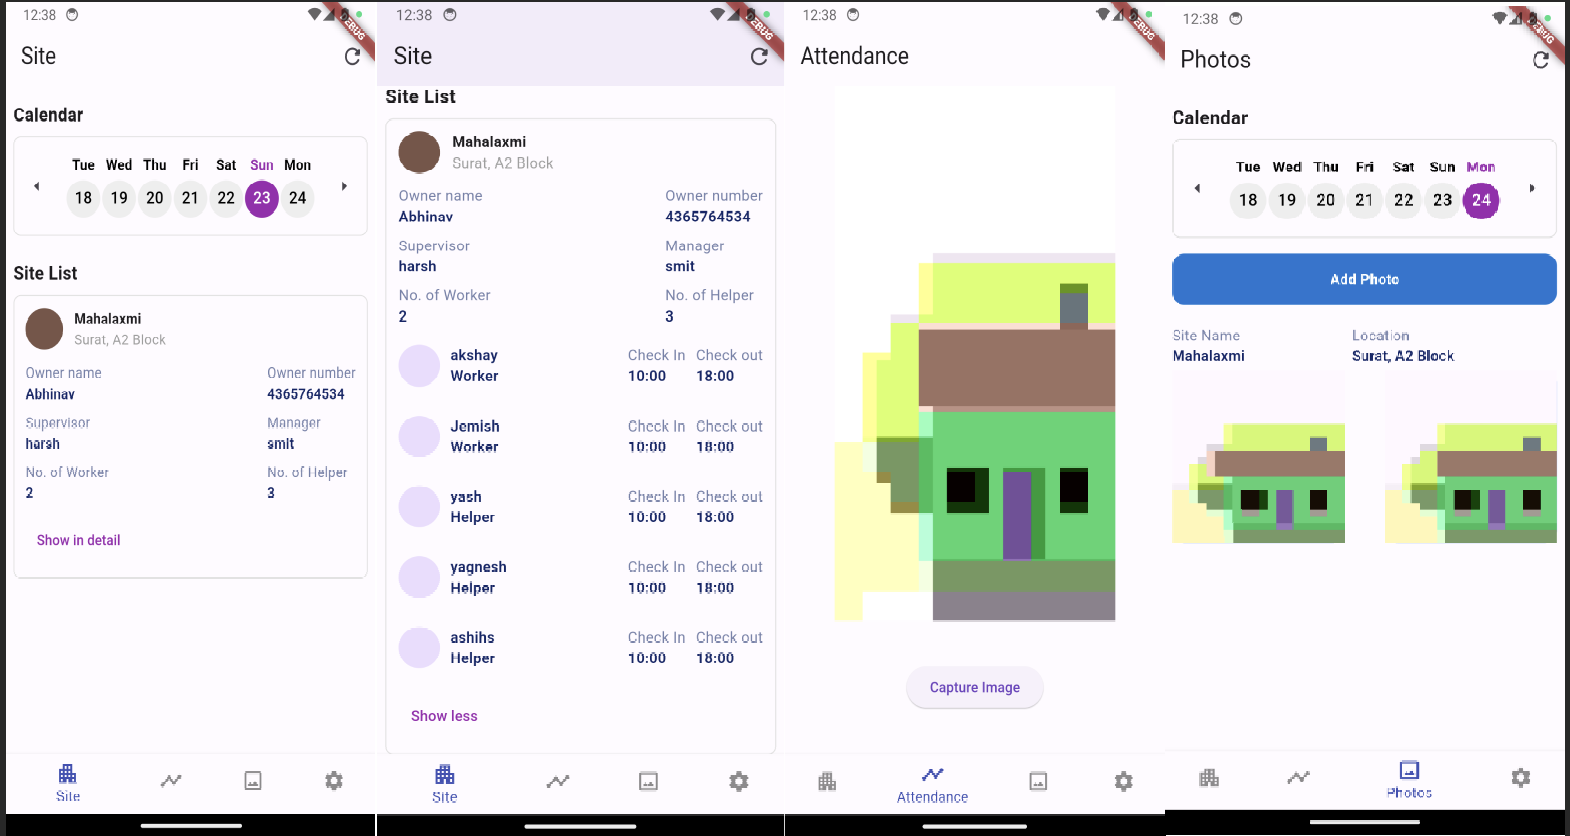 12:38
DEBUG
Site
Calendar
Tue Wed Thu Fri Sat Sun Mon
18 19 20 21 22 23 24
Site List
Mahalaxmi
Surat, A2 Block
Owner name Owner number
Abhinav 4365764534
Supervisor Manager
harsh smit
No. of Worker No. of Helper
2 3
Show in detail
Site
12:38
DEBUG
Site
Site List
Mahalaxmi
Surat, A2 Block
Owner name Owner number
Abhinav 4365764534
Supervisor Manager
harsh smit
No. of Worker No. of Helper
2 3
akshay Check In Check out
Worker 10:00 18:00
Jemish Check In Check out
Worker 10:00 18:00
yash Check In Check out
Helper 10:00 18:00
yagnesh Check In Check out
Helper 10:00 18:00
ashihs Check In Check out
Helper 10:00 18:00
Show less
Site
12:38
DEBUG
Attendance
Capture Image
Attendance
12:38
DEBUG
Photos
Calendar
Tue Wed Thu Fri Sat Sun Mon
18 19 20 21 22 23 24
Add Photo
Site Name Location
Mahalaxmi Surat, A2 Block
Photos